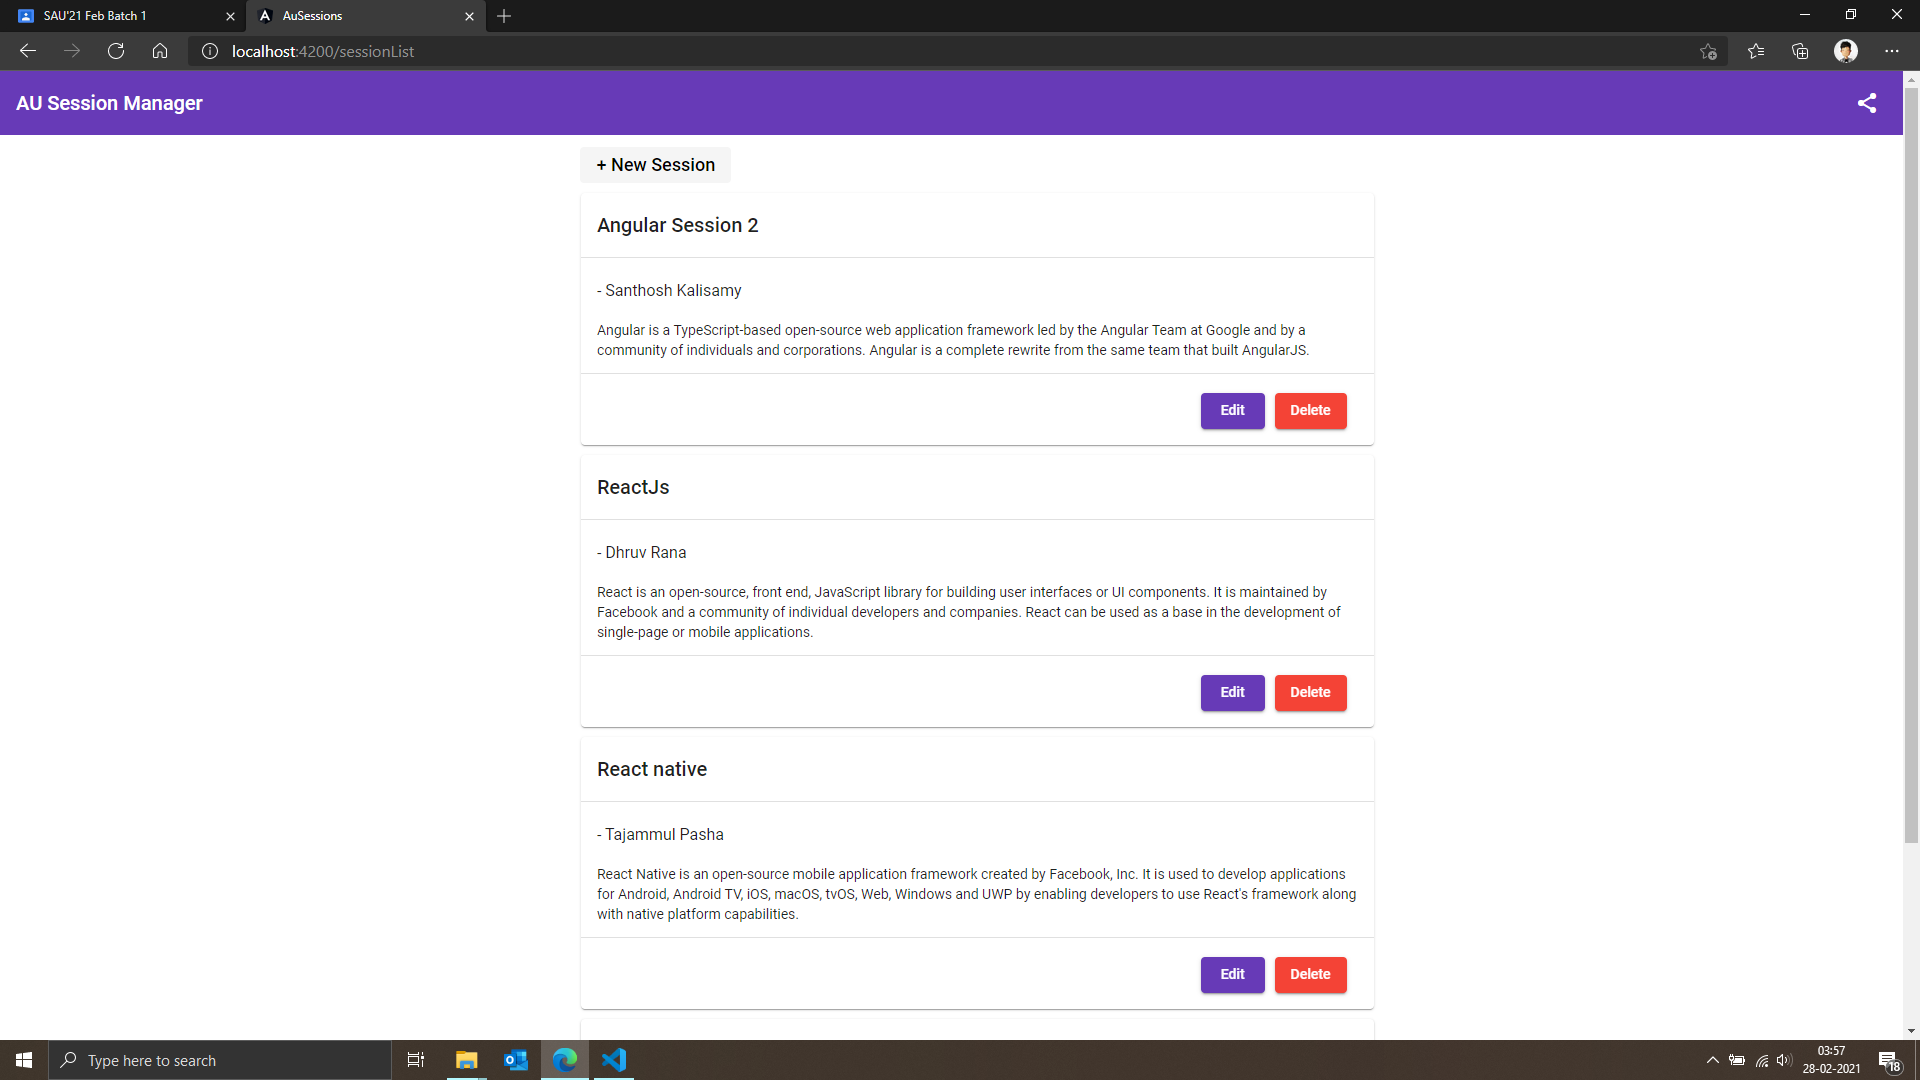 SAU'21 Feb Batch 1
AuSessions
localhost:4200/sessionList
AU Session Manager
+ New Session
Angular Session 2
- Santhosh Kalisamy
Angular is a TypeScript-based open-source web application framework led by the Angular Team at Google and by a
community of individuals and corporations. Angular is a complete rewrite from the same team that built AngularJS.
Edit Delete
ReactJs
- Dhruv Rana
React is an open-source, front end, JavaScript library for building user interfaces or UI components. It is maintained by
Facebook and a community of individual developers and companies. React can be used as a base in the development of
single-page or mobile applications.
Edit Delete
React native
- Tajammul Pasha
React Native is an open-source mobile application framework created by Facebook, Inc. It is used to develop applications
for Android, Android TV, iOS, macOS, tvOS, Web, Windows and UWP by enabling developers to use React's framework along
with native platform capabilities.
Edit Delete
Type here to search
03:57
28-02-2021
18